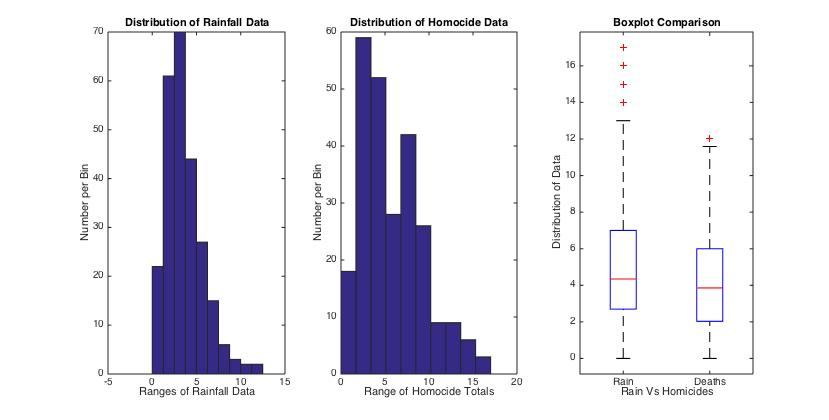 Distribution of Rainfall Data
Number per Bin
70
60
50
40
30
20
10
0
-5 0 5 10 15
Ranges of Rainfall Data
Distribution of Homocide Data
Number per Bin
60
50
40
30
20
10
0
0 5 10 15 20
Range of Homocide Totals
Boxplot Comparison
Distribution of Data
16
14
12
10
8
6
4
2
0
Rain Deaths
Rain Vs Homicides